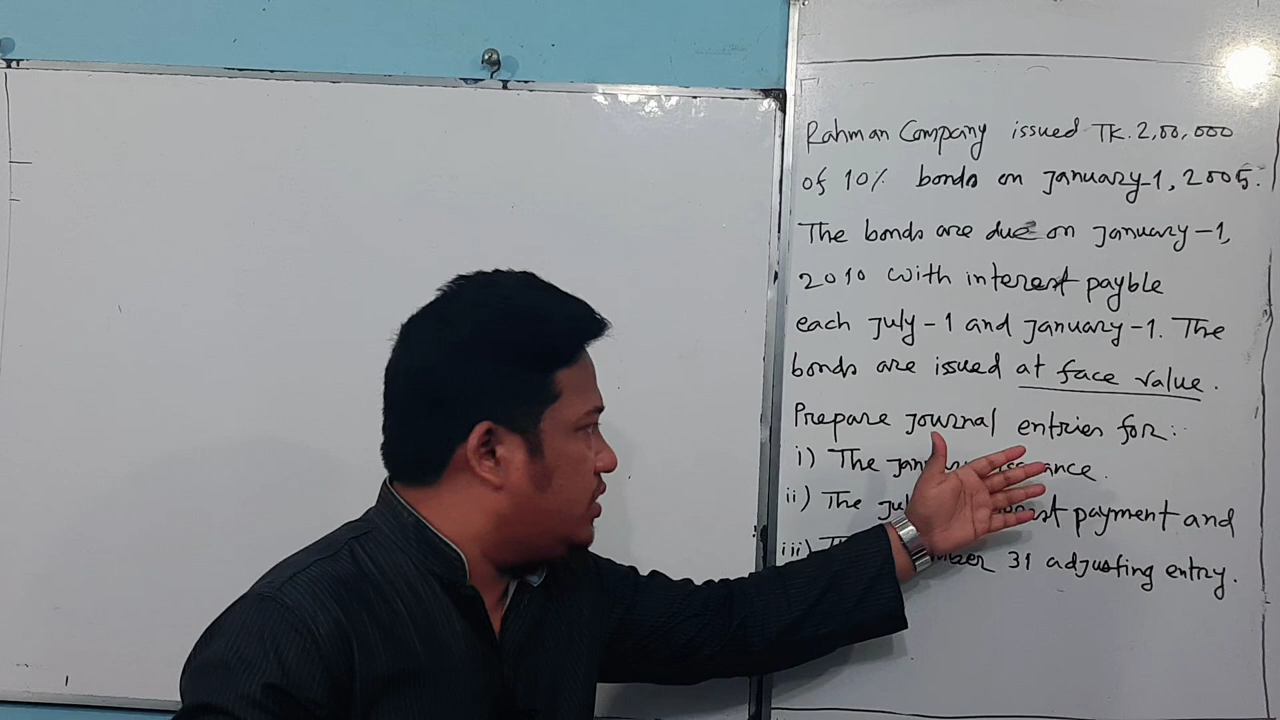 Rahman Company issued TK. 2,00,000
of 10% bonds on January-1, 2005.
The bonds are due on January-1,
2010 with interest payble
each July-1 and January-1. The
bonds are issued at face value.
Prepare Journal entries for:
i) The
ii) The payment and
iii) 31 adjusting entry.